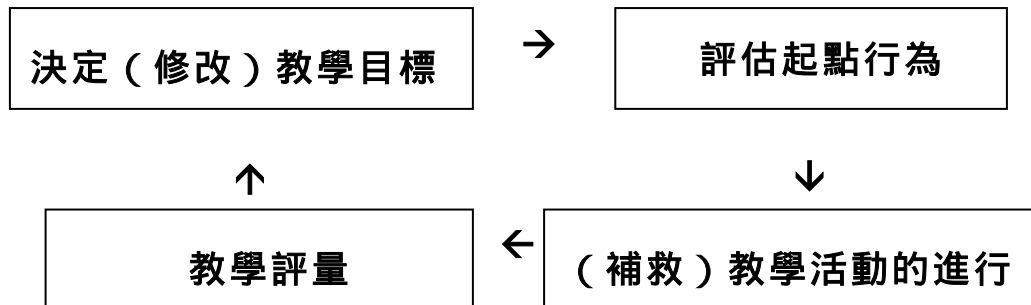 決定（修改）教學目標
評估起點行為
（補救）教學活動的進行
教學評量